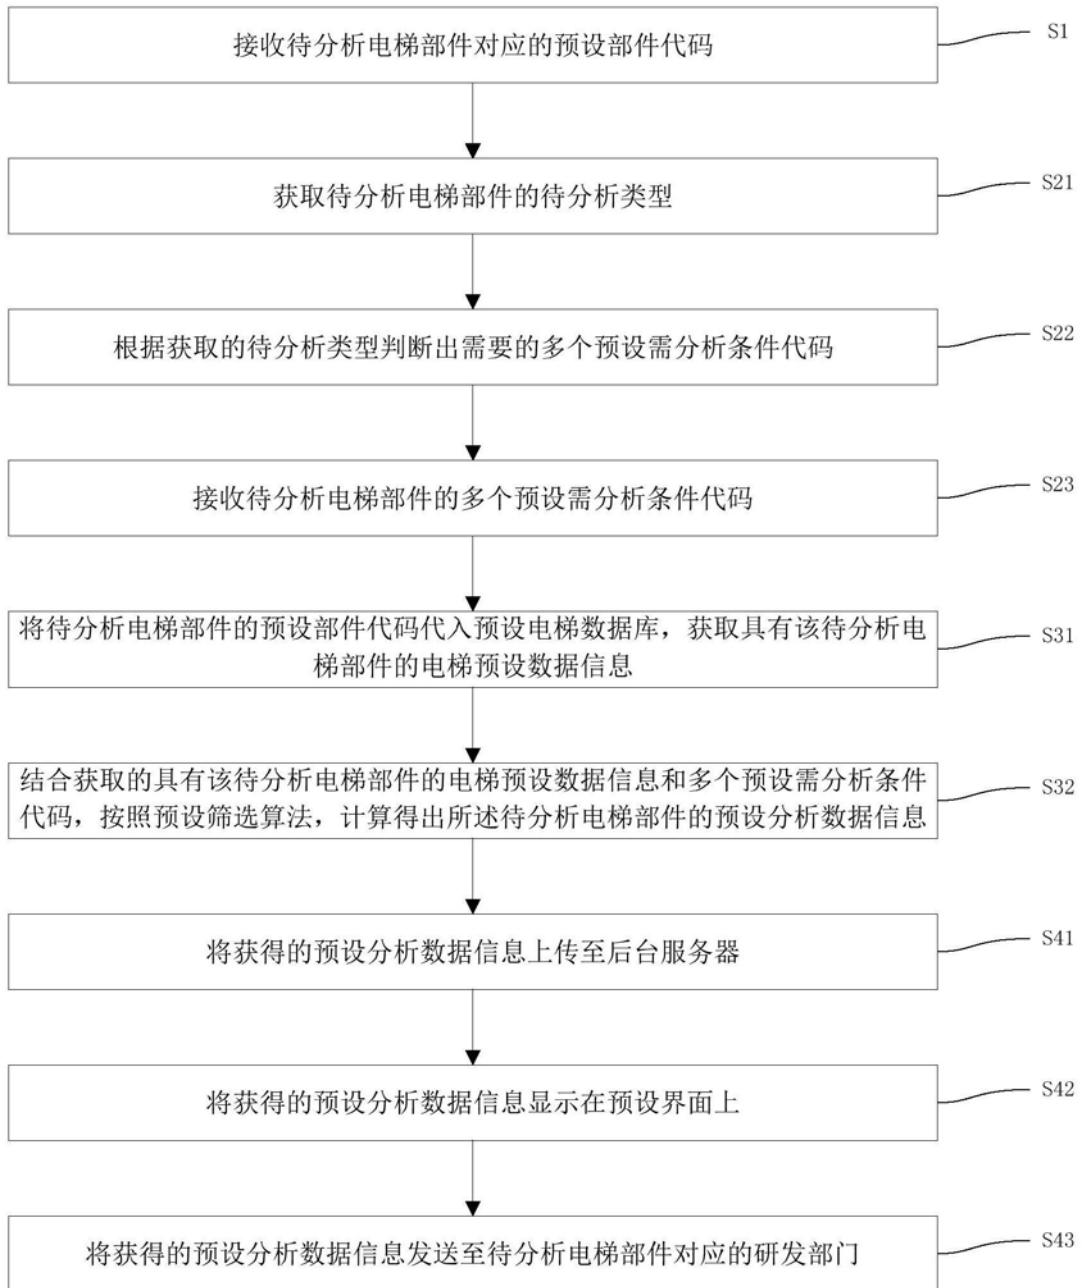 接收待分析电梯部件对应的预设部件代码
S1
获取待分析电梯部件的待分析类型
S21
根据获取的待分析类型判断出需要的多个预设需分析条件代码
S22
接收待分析电梯部件的多个预设需分析条件代码
S23
将待分析电梯部件的预设部件代码代入预设电梯数据库，获取具有该待分析电
梯部件的电梯预设数据信息
S31
结合获取的具有该待分析电梯部件的电梯预设数据信息和多个预设需分析条件
代码，按照预设筛选算法，计算得出所述待分析电梯部件的预设分析数据信息
S32
将获得的预设分析数据信息上传至后台服务器
S41
将获得的预设分析数据信息显示在预设界面上
S42
将获得的预设分析数据信息发送至待分析电梯部件对应的研发部门
S43